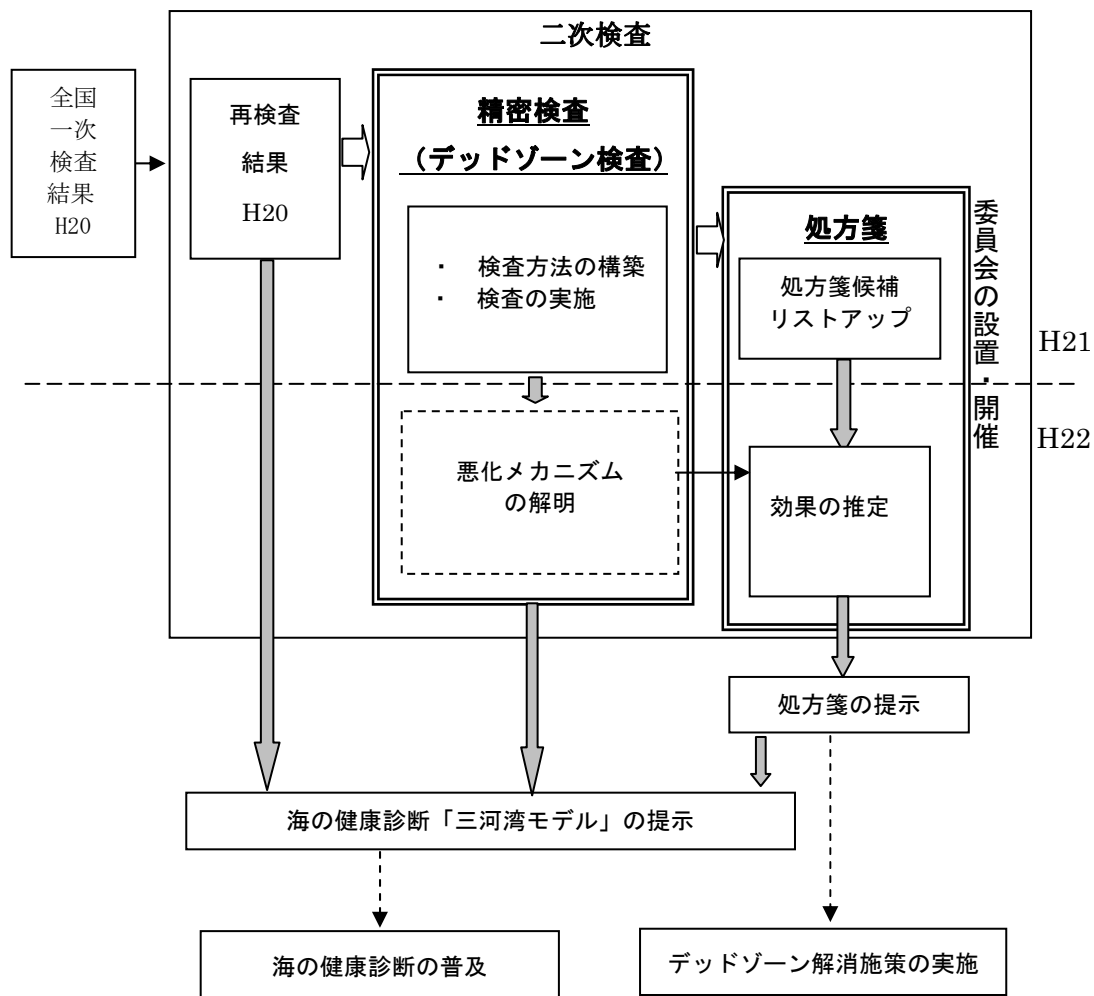 二次検査
全国
一次
検査
結果
H20
再検査
結果
H20
精密検査
（デッドゾーン検査）
・ 検査方法の構築
・ 検査の実施
悪化メカニズム
の解明
処方箋
処方箋候補
リストアップ
効果の推定
委員会の設置・開催
H21
H22
処方箋の提示
海の健康診断「三河湾モデル」の提示
海の健康診断の普及
デッドゾーン解消施策の実施